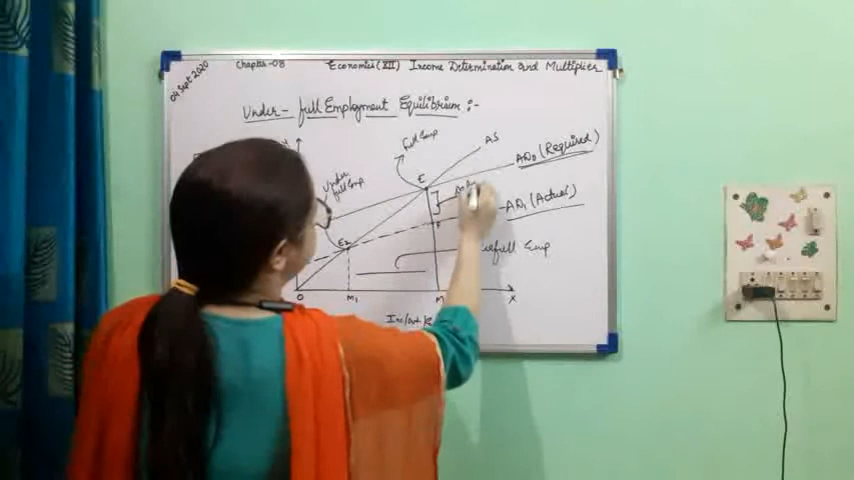 04 Sept 2020
Chapter-08
Economics (XII) Income Determination and Multiplier
Under- full Employment Equilibrium :-
full Emp
AS
AD₀ (Required)
Under
full Emp
E
AD₁ (Actual)
E₂
full Emp
O
M₁
M
X